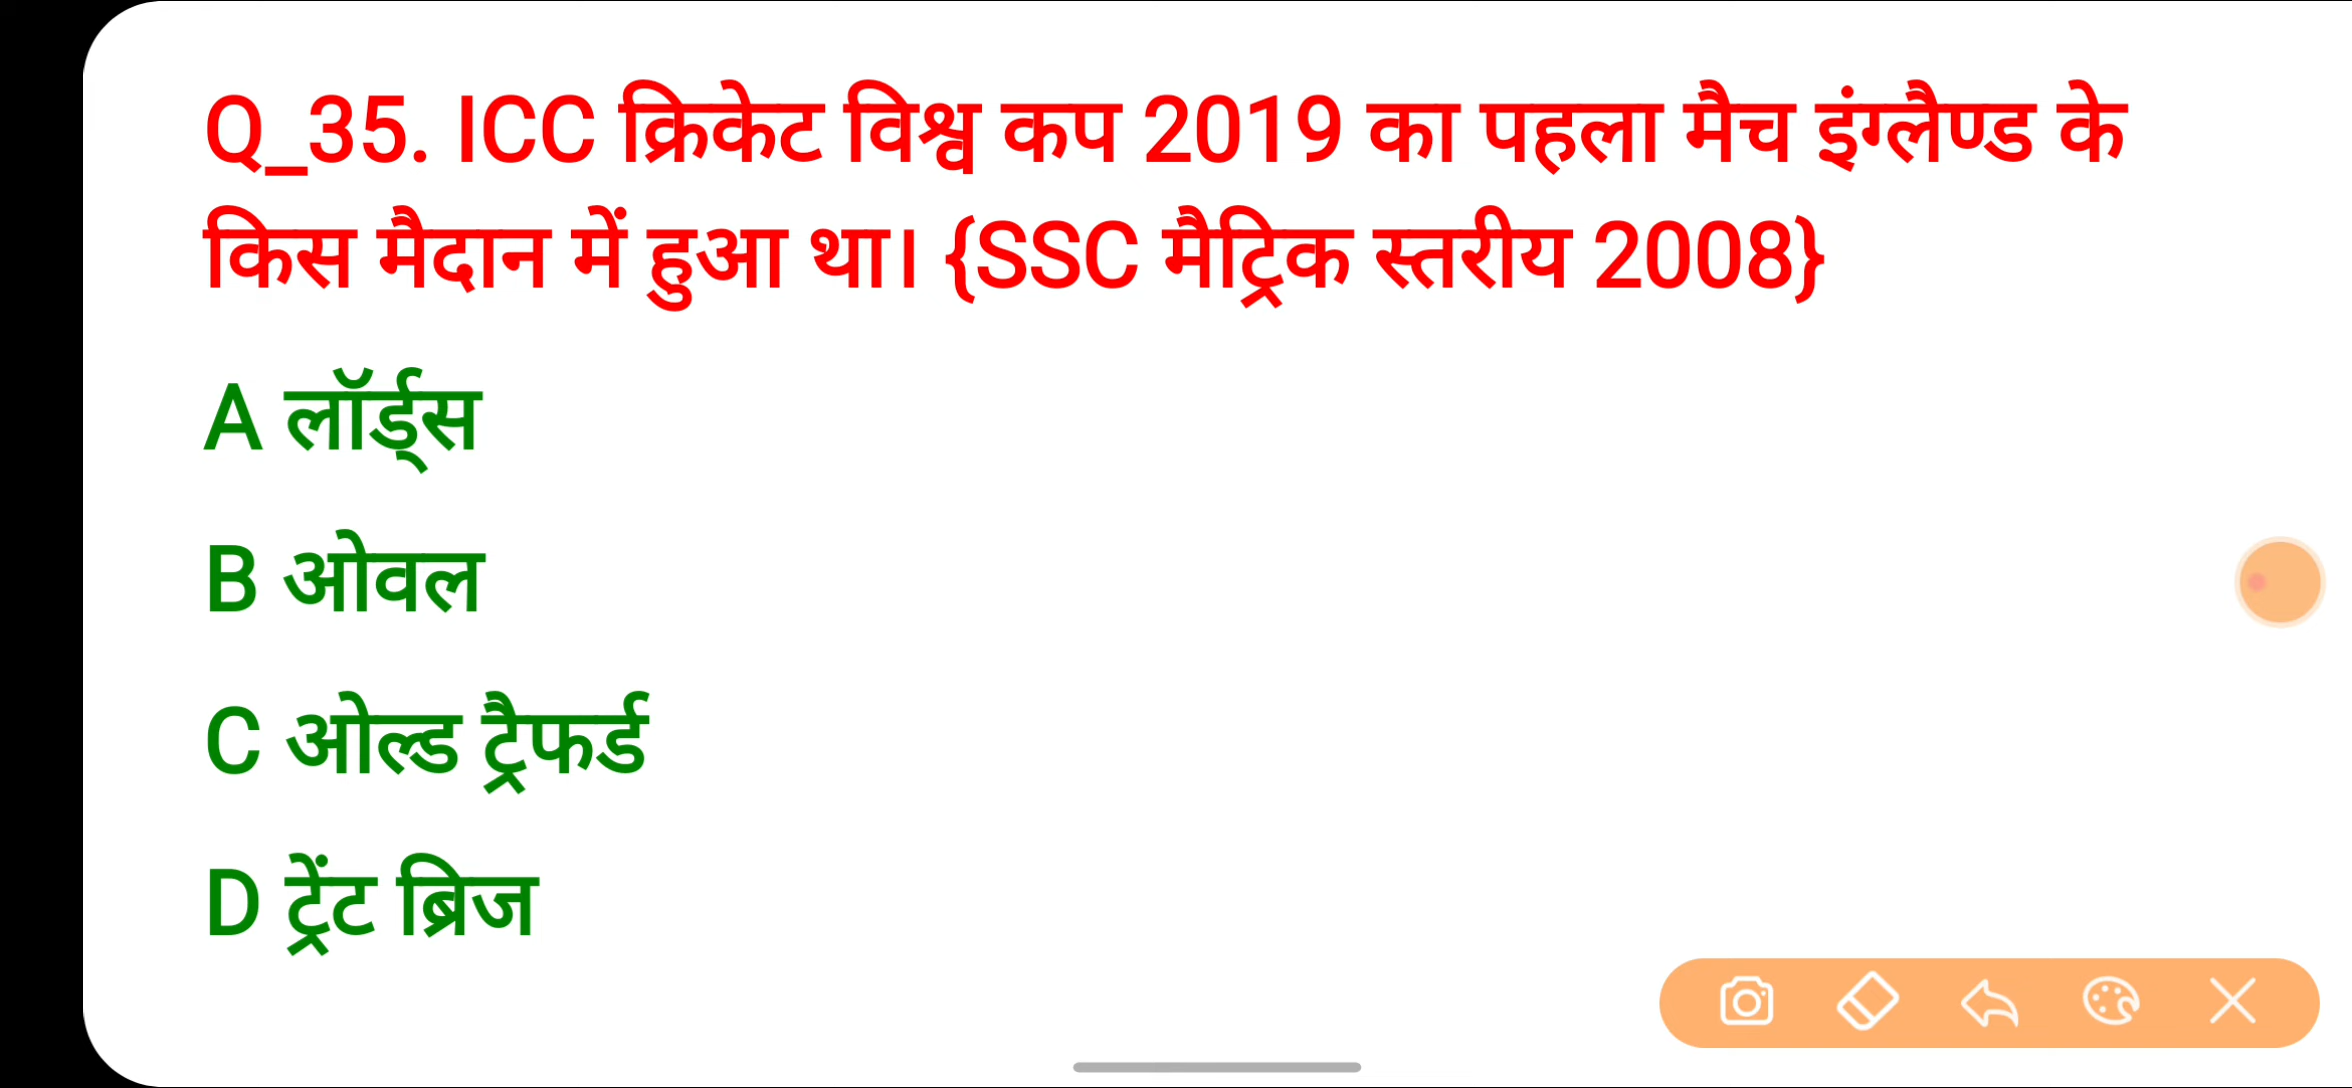 Q_35. ICC क्रिकेट विश्व कप 2019 का पहला मैच इंग्लैण्ड के
किस मैदान में हुआ था। {SSC मैट्रिक स्तरीय 2008}
A लॉर्ड्स
B ओवल
C ओल्ड ट्रैफर्ड
D ट्रेंट ब्रिज